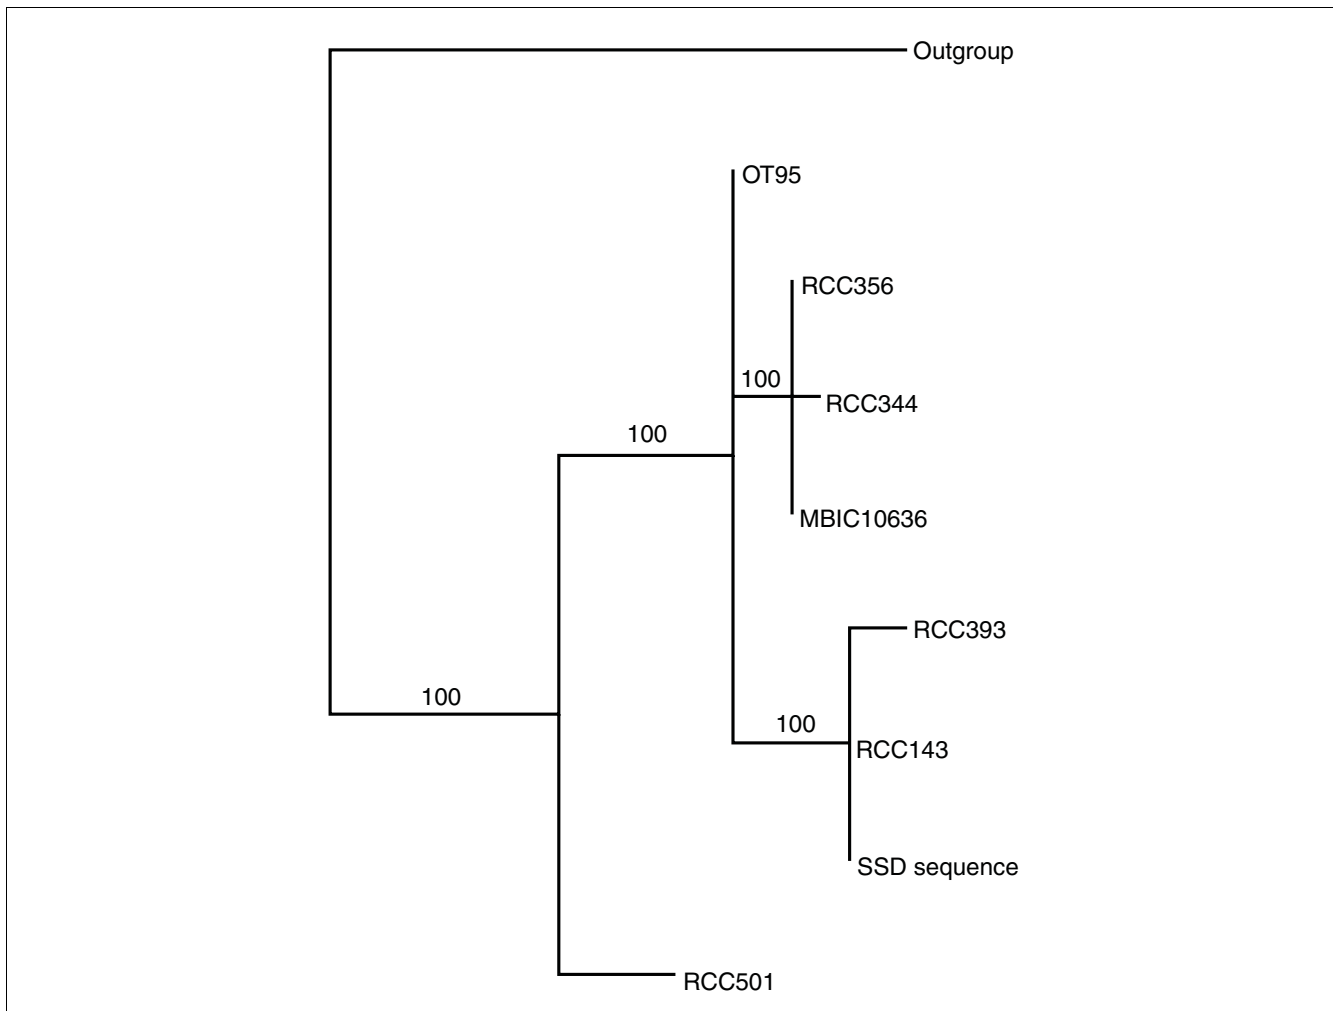 Outgroup
OT95
RCC356
100
RCC344
100
MBIC10636
RCC393
100
100
RCC143
SSD sequence
RCC501